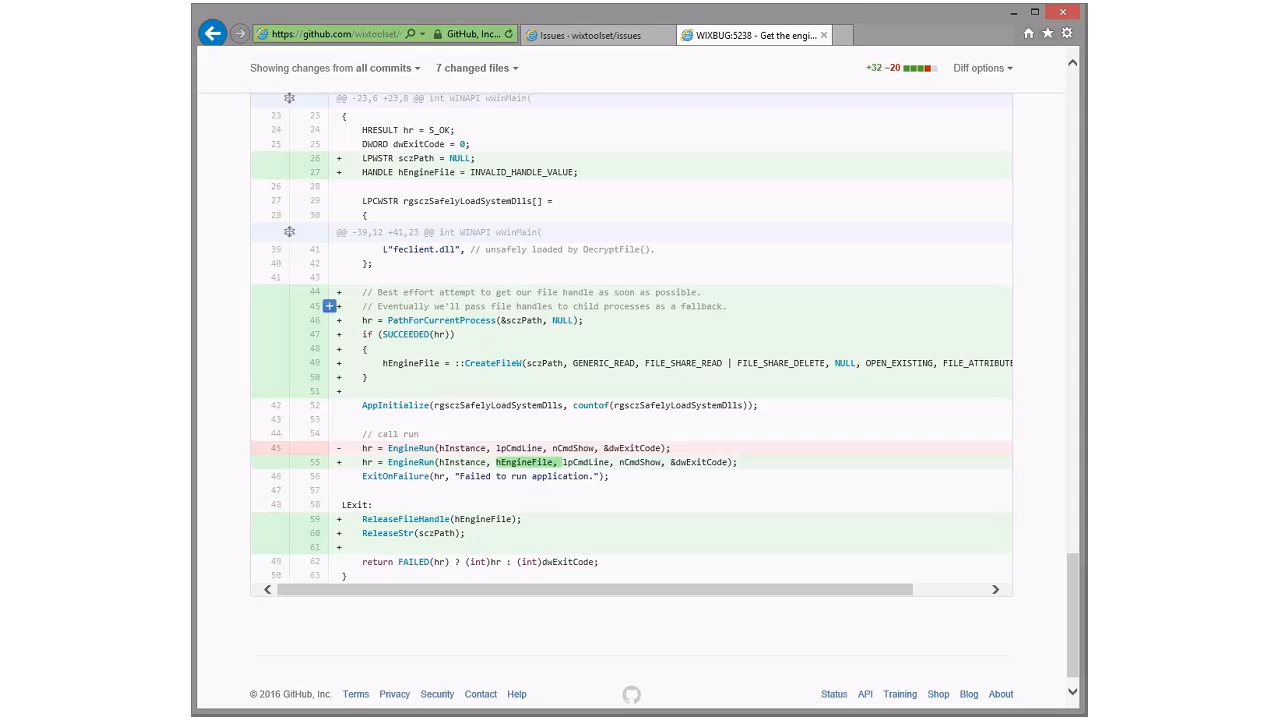 https://github.com/wixtoolset/ GitHub, Inc... Issues · wixtoolset/issues WIXBUG:5238 - Get the engi...
Showing changes from all commits 7 changed files +32 −20 Diff options
@@ -23,6 +23,8 @@ int WINAPI wWinMain(
23 23 {
24 24 HRESULT hr = S_OK;
25 25 DWORD dwExitCode = 0;
26 + LPWSTR sczPath = NULL;
27 + HANDLE hEngineFile = INVALID_HANDLE_VALUE;
26 28
27 29 LPCWSTR rgsczSafelyLoadSystemDlls[] =
28 30 {
@@ -39,12 +41,23 @@ int WINAPI wWinMain(
39 41 L"feclient.dll", // unsafely loaded by DecryptFile().
40 42 };
41 43
44 + // Best effort attempt to get our file handle as soon as possible.
45 + // Eventually we'll pass file handles to child processes as a fallback.
46 + hr = PathForCurrentProcess(&sczPath, NULL);
47 + if (SUCCEEDED(hr))
48 + {
49 + hEngineFile = ::CreateFileW(sczPath, GENERIC_READ, FILE_SHARE_READ | FILE_SHARE_DELETE, NULL, OPEN_EXISTING, FILE_ATTRIBUTE
50 + }
51 +
42 52 AppInitialize(rgsczSafelyLoadSystemDlls, countof(rgsczSafelyLoadSystemDlls));
43 53
44 54 // call run
45 - hr = EngineRun(hInstance, lpCmdLine, nCmdShow, &dwExitCode);
55 + hr = EngineRun(hInstance, hEngineFile, lpCmdLine, nCmdShow, &dwExitCode);
46 56 ExitOnFailure(hr, "Failed to run application.");
47 57
48 58 LExit:
59 + ReleaseFileHandle(hEngineFile);
60 + ReleaseStr(sczPath);
61 +
49 62 return FAILED(hr) ? (int)hr : (int)dwExitCode;
50 63 }
© 2016 GitHub, Inc. Terms Privacy Security Contact Help Status API Training Shop Blog About